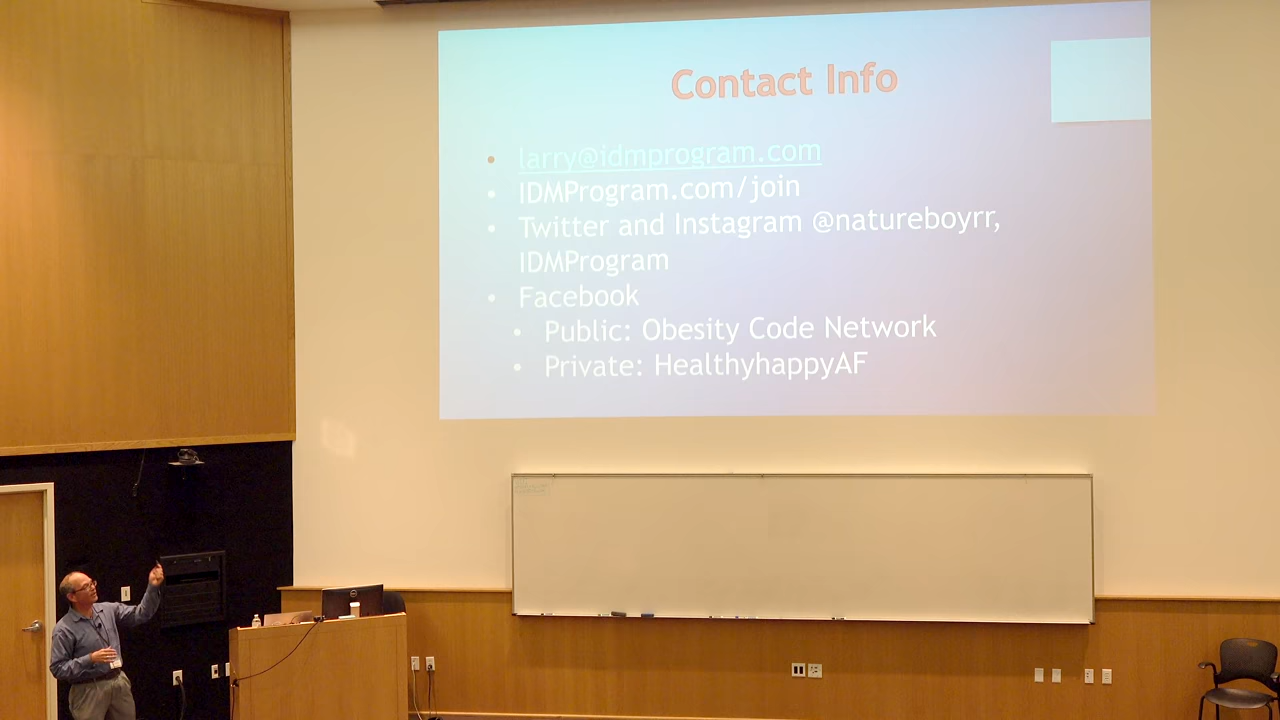 Contact Info
• larry@idmprogram.com
• IDMProgram.com/join
• Twitter and Instagram @natureboyrr,
IDMProgram
• Facebook
• Public: Obesity Code Network
• Private: HealthyhappyAF